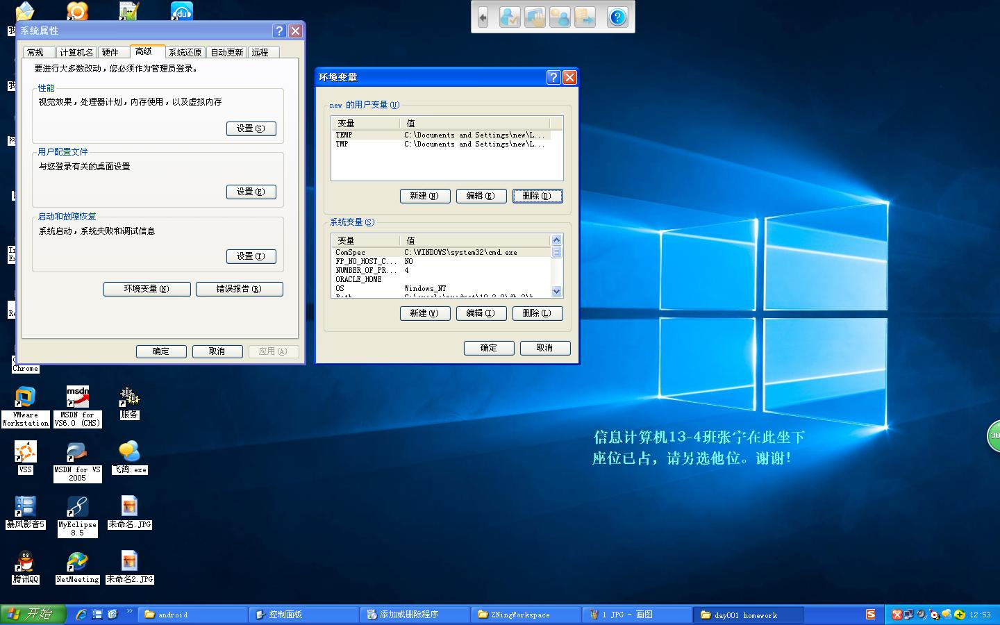 系统属性
常规
计算机名
硬件
高级
系统还原
自动更新
远程
要进行大多数改动，您必须作为管理员登录。
性能
视觉效果，处理器计划，内存使用，以及虚拟内存
设置(S)
用户配置文件
与您登录有关的桌面设置
设置(E)
启动和故障恢复
系统启动，系统失败和调试信息
设置(T)
环境变量(N)
错误报告(R)
确定
取消
应用(A)
环境变量
new 的用户变量(U)
变量 值
TEMP C:\Documents and Settings\new\L...
TMP C:\Documents and Settings\new\L...
新建(N)
编辑(E)
删除(D)
系统变量(S)
变量 值
ComSpec C:\WINDOWS\system32\cmd.exe
FP_NO_HOST_C... NO
NUMBER_OF_PR... 4
ORACLE_HOME
OS Windows_NT
新建(W)
编辑(I)
删除(L)
确定
取消
信息计算机13-4班张宁在此坐下
座位已占，请另选他位。谢谢!
30
Chrome
VMware
Workstation
msdn
MSDN for
VS6.0 (CHS)
服务
VSS
MSDN for VS
2005
飞鸽.exe
暴风影音5
MyEclipse
8.5
未命名.JPG
腾讯QQ
NetMeeting
未命名2.JPG
开始
android
控制面板
添加或删除程序
ZNingWorkspace
1.JPG - 画图
day001 homework
12:53